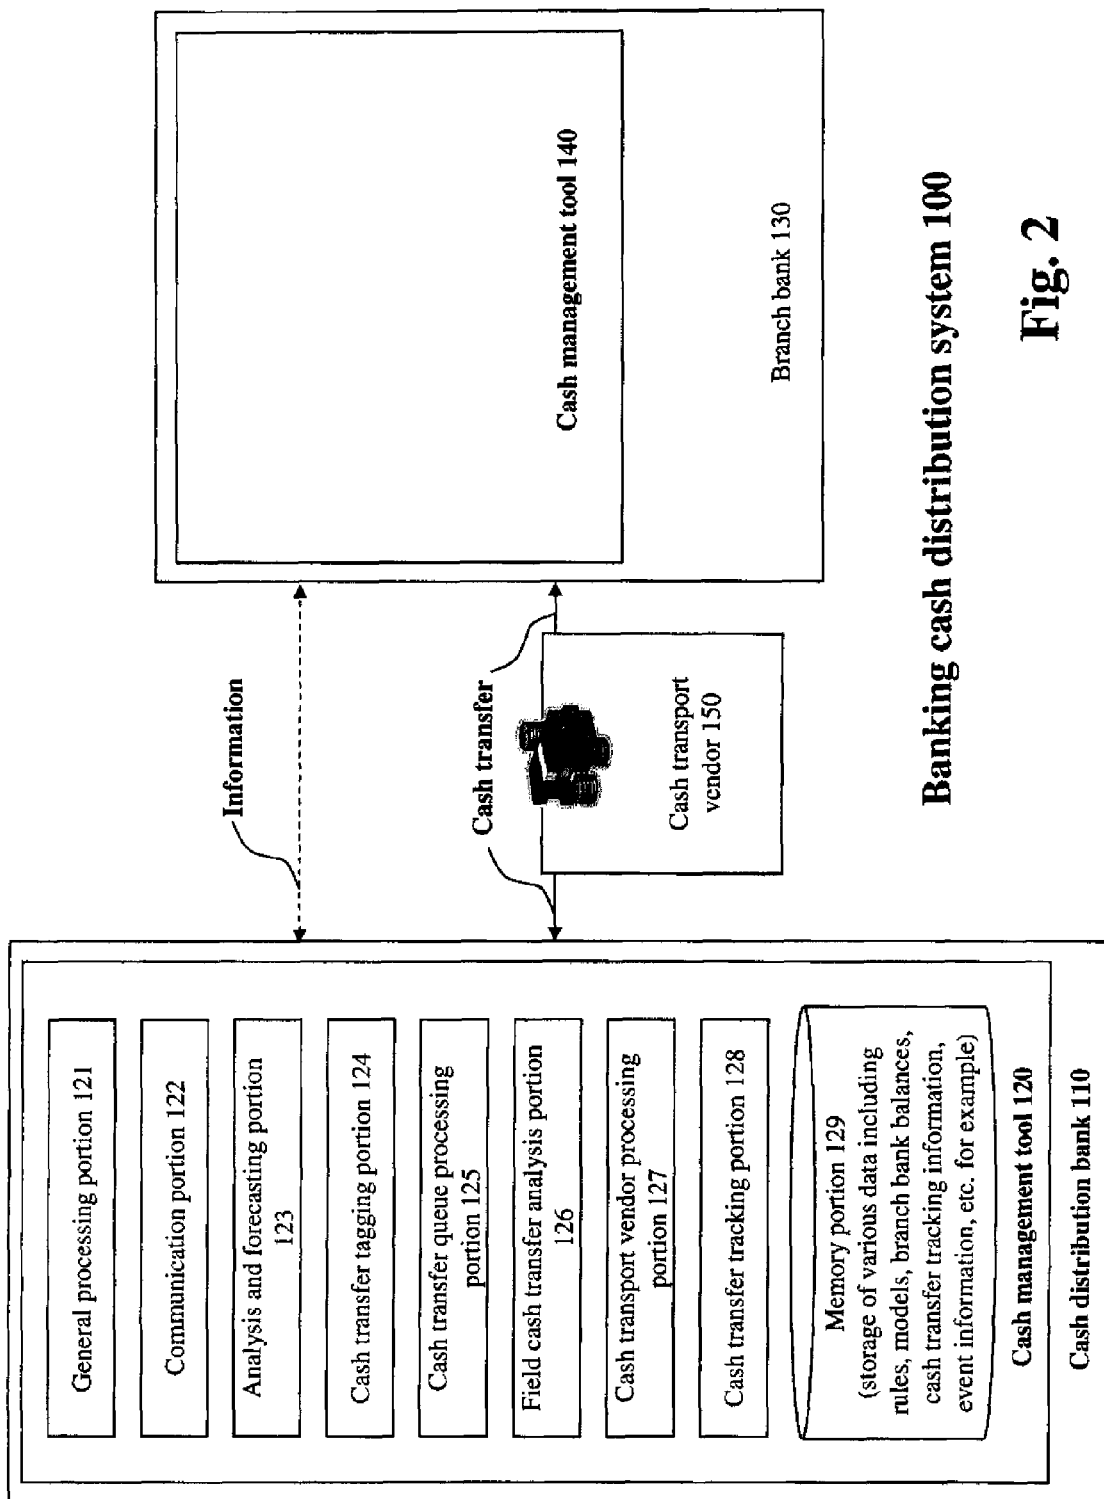 General processing portion 121
Communication portion 122
Analysis and forecasting portion
123
Cash transfer tagging portion 124
Cash transfer queue processing
portion 125
Field cash transfer analysis portion
126
Cash transport vendor processing
portion 127
Cash transfer tracking portion 128
Memory portion 129
(storage of various data including
rules, models, branch bank balances,
cash transfer tracking information,
event information, etc. for example)
Cash management tool 120
Cash distribution bank 110
Information
Cash transfer
Cash transport
vendor 150
Cash management tool 140
Branch bank 130
Banking cash distribution system 100
Fig. 2